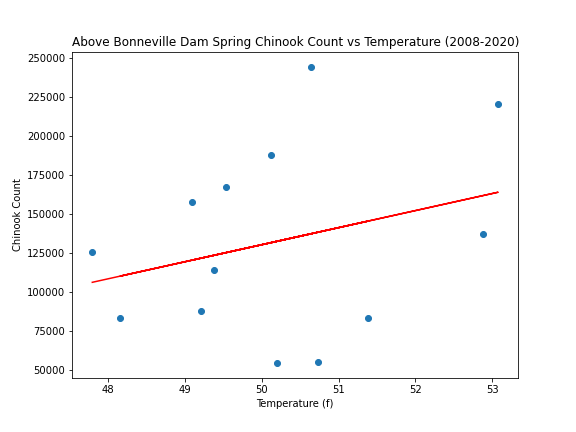 Above Bonneville Dam Spring Chinook Count vs Temperature (2008-2020)
250000
225000
200000
175000
150000
125000
100000
75000
50000
Chinook Count
48 49 50 51 52 53
Temperature (f)